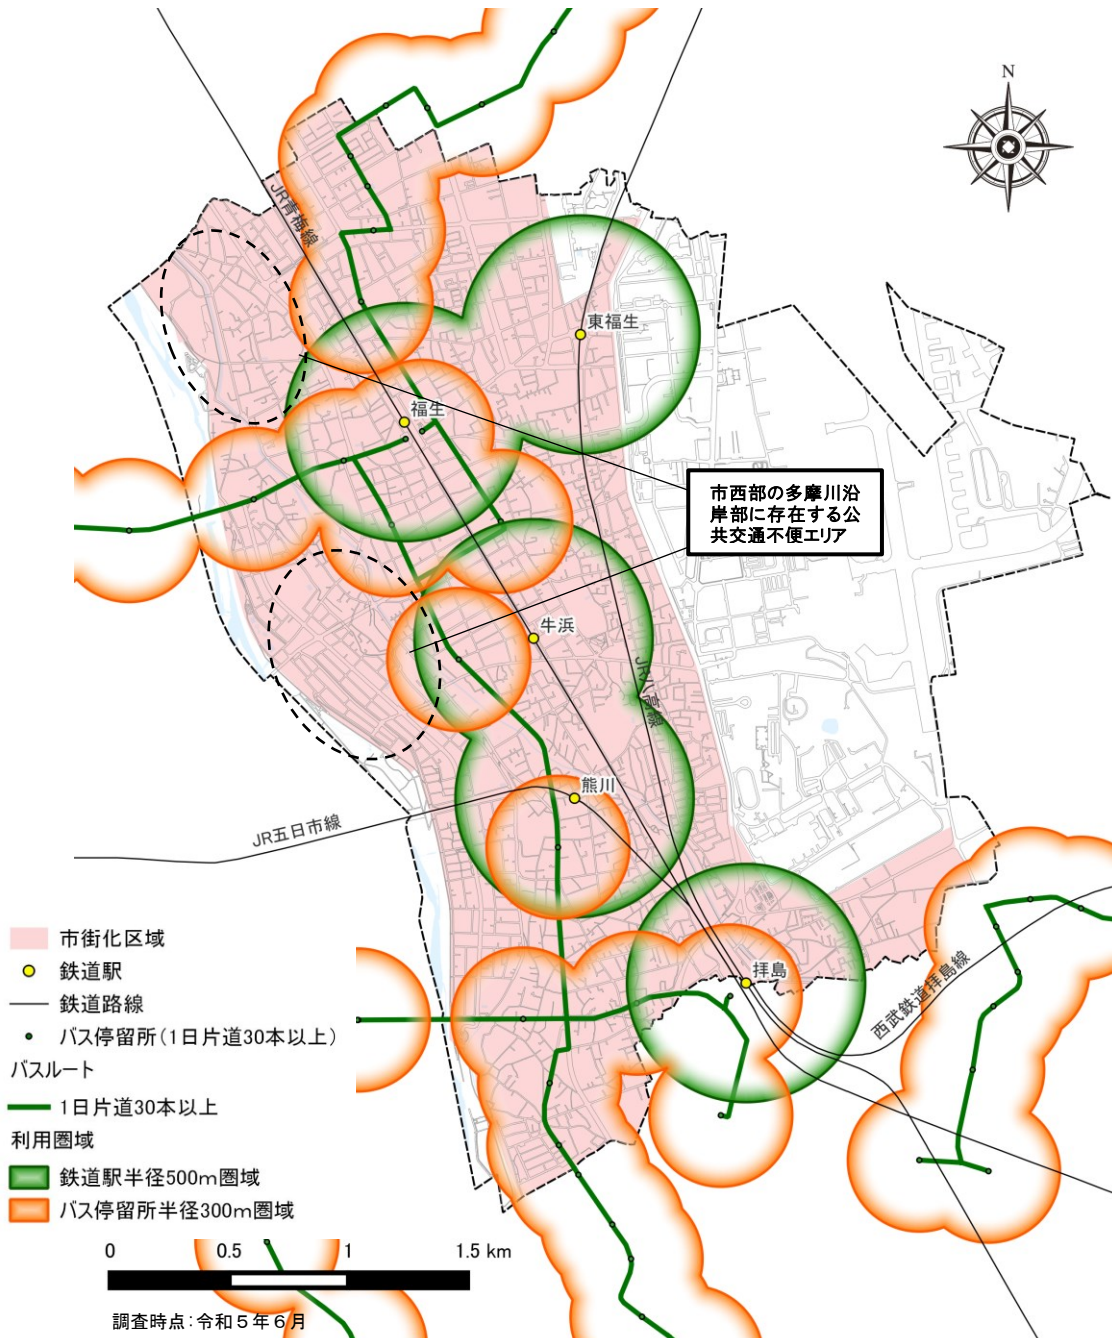 N
JR青梅線
東福生
福生
市西部の多摩川沿
岸部に存在する公
共交通不便エリア
牛浜
JR八高線
熊川
JR五日市線
拝島
西武鉄道拝島線
市街化区域
鉄道駅
鉄道路線
バス停留所(1日片道30本以上)
バスルート
1日片道30本以上
利用圏域
鉄道駅半径500m圏域
バス停留所半径300m圏域
0 0.5 1 1.5 km
調査時点:令和5年6月